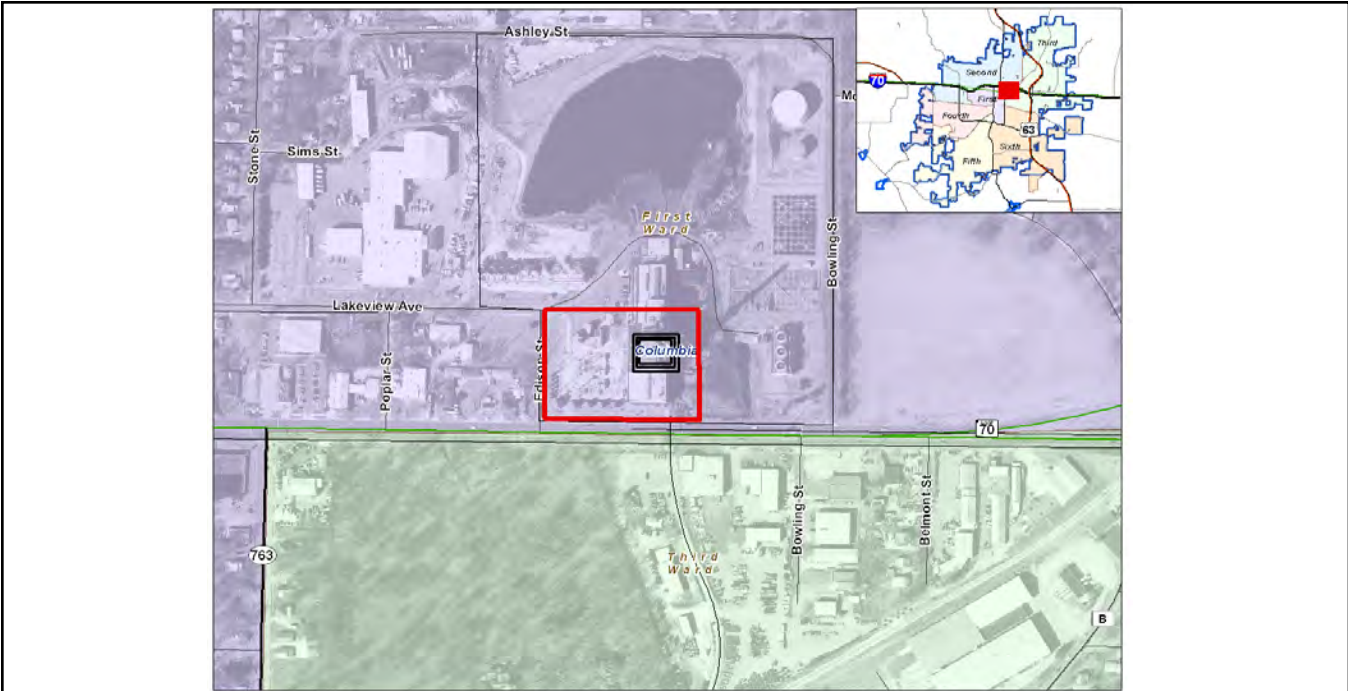 Ashley St
Third
Second
70
Mo
First
Stone St
Sims St
Fourth
63
Sixth
Fifth
First
Ward
Bowling St
Lakeview Ave
Columbia
Edison St
Poplar St
70
Bowling St
Belmont St
763
Third
Ward
B